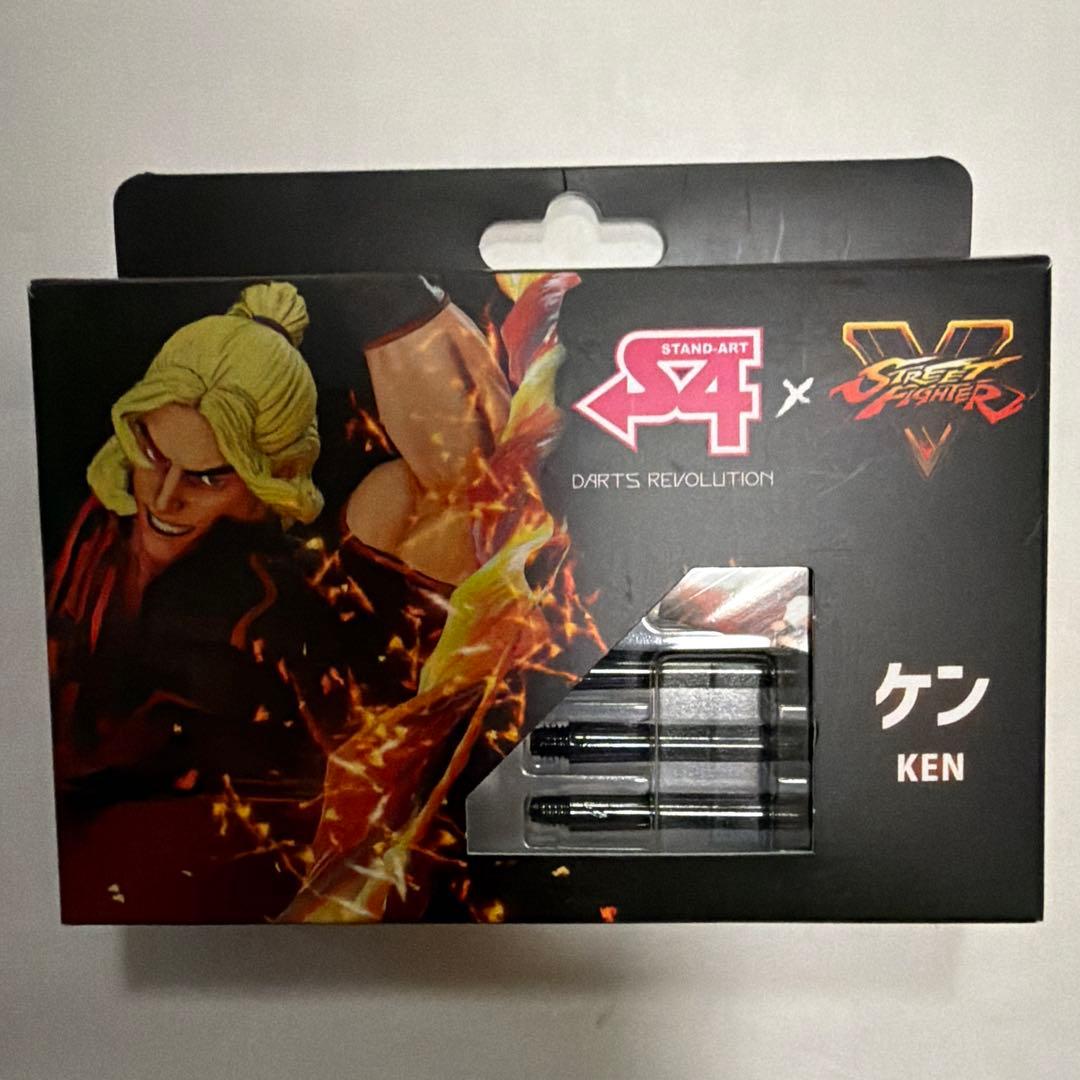 STAND-ART
S4
DARTS REVOLUTION
×
V
STREET
FIGHTER
ケン
KEN